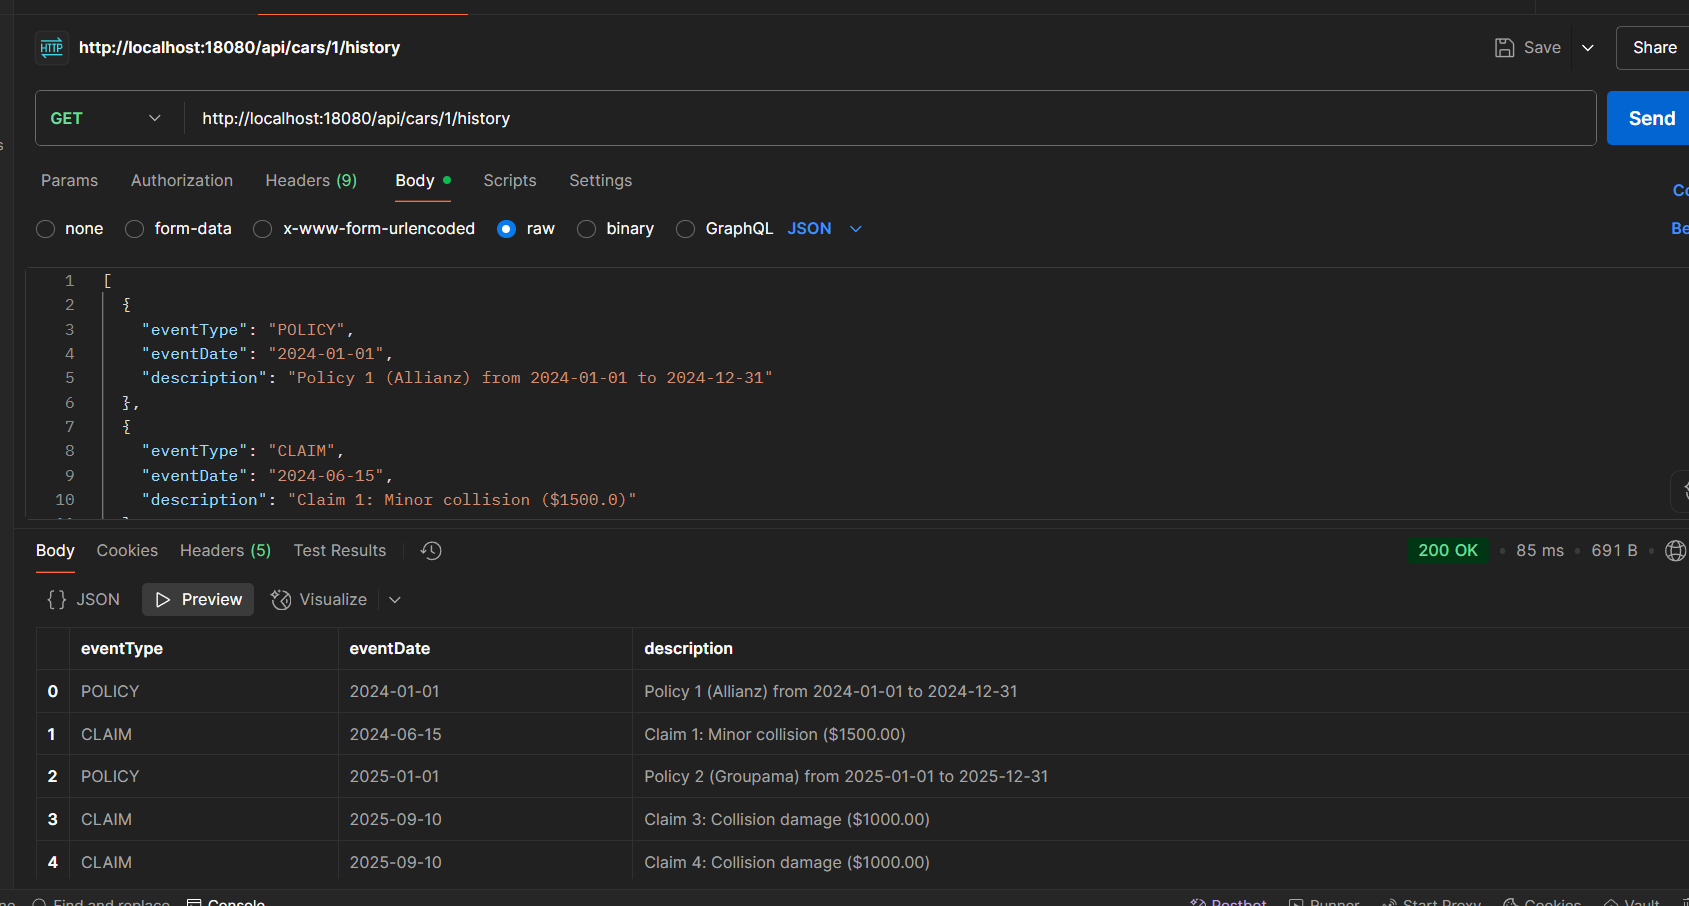 HTTP http://localhost:18080/api/cars/1/history Save Share
GET http://localhost:18080/api/cars/1/history Send
Params Authorization Headers (9) Body Scripts Settings
none form-data x-www-form-urlencoded raw binary GraphQL JSON
1 [
2 {
3 "eventType": "POLICY",
4 "eventDate": "2024-01-01",
5 "description": "Policy 1 (Allianz) from 2024-01-01 to 2024-12-31"
6 },
7 {
8 "eventType": "CLAIM",
9 "eventDate": "2024-06-15",
10 "description": "Claim 1: Minor collision ($1500.0)"
Body Cookies Headers (5) Test Results 200 OK • 85 ms • 691 B •
{} JSON Preview Visualize
eventType eventDate description
0 POLICY 2024-01-01 Policy 1 (Allianz) from 2024-01-01 to 2024-12-31
1 CLAIM 2024-06-15 Claim 1: Minor collision ($1500.00)
2 POLICY 2025-01-01 Policy 2 (Groupama) from 2025-01-01 to 2025-12-31
3 CLAIM 2025-09-10 Claim 3: Collision damage ($1000.00)
4 CLAIM 2025-09-10 Claim 4: Collision damage ($1000.00)
Find and replace Console Postbot Runner Start Proxy Cookies Vault